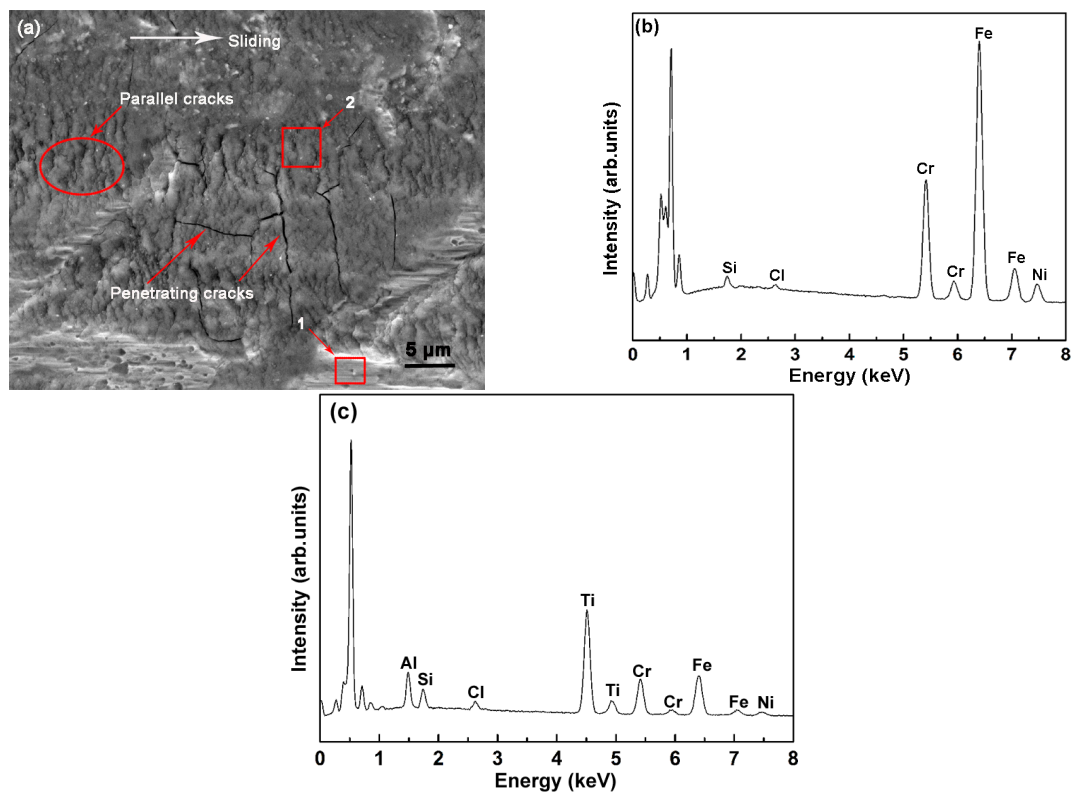 (a)
Sliding
Parallel cracks
2
Penetrating cracks
1
5 µm
(b)
Intensity (arb.units)
Si
Cl
Cr
Cr
Fe
Fe
Ni
0 1 2 3 4 5 6 7 8
Energy (keV)
(c)
Intensity (arb.units)
Al
Si
Cl
Ti
Ti
Cr
Cr
Fe
Fe
Ni
0 1 2 3 4 5 6 7 8
Energy (keV)